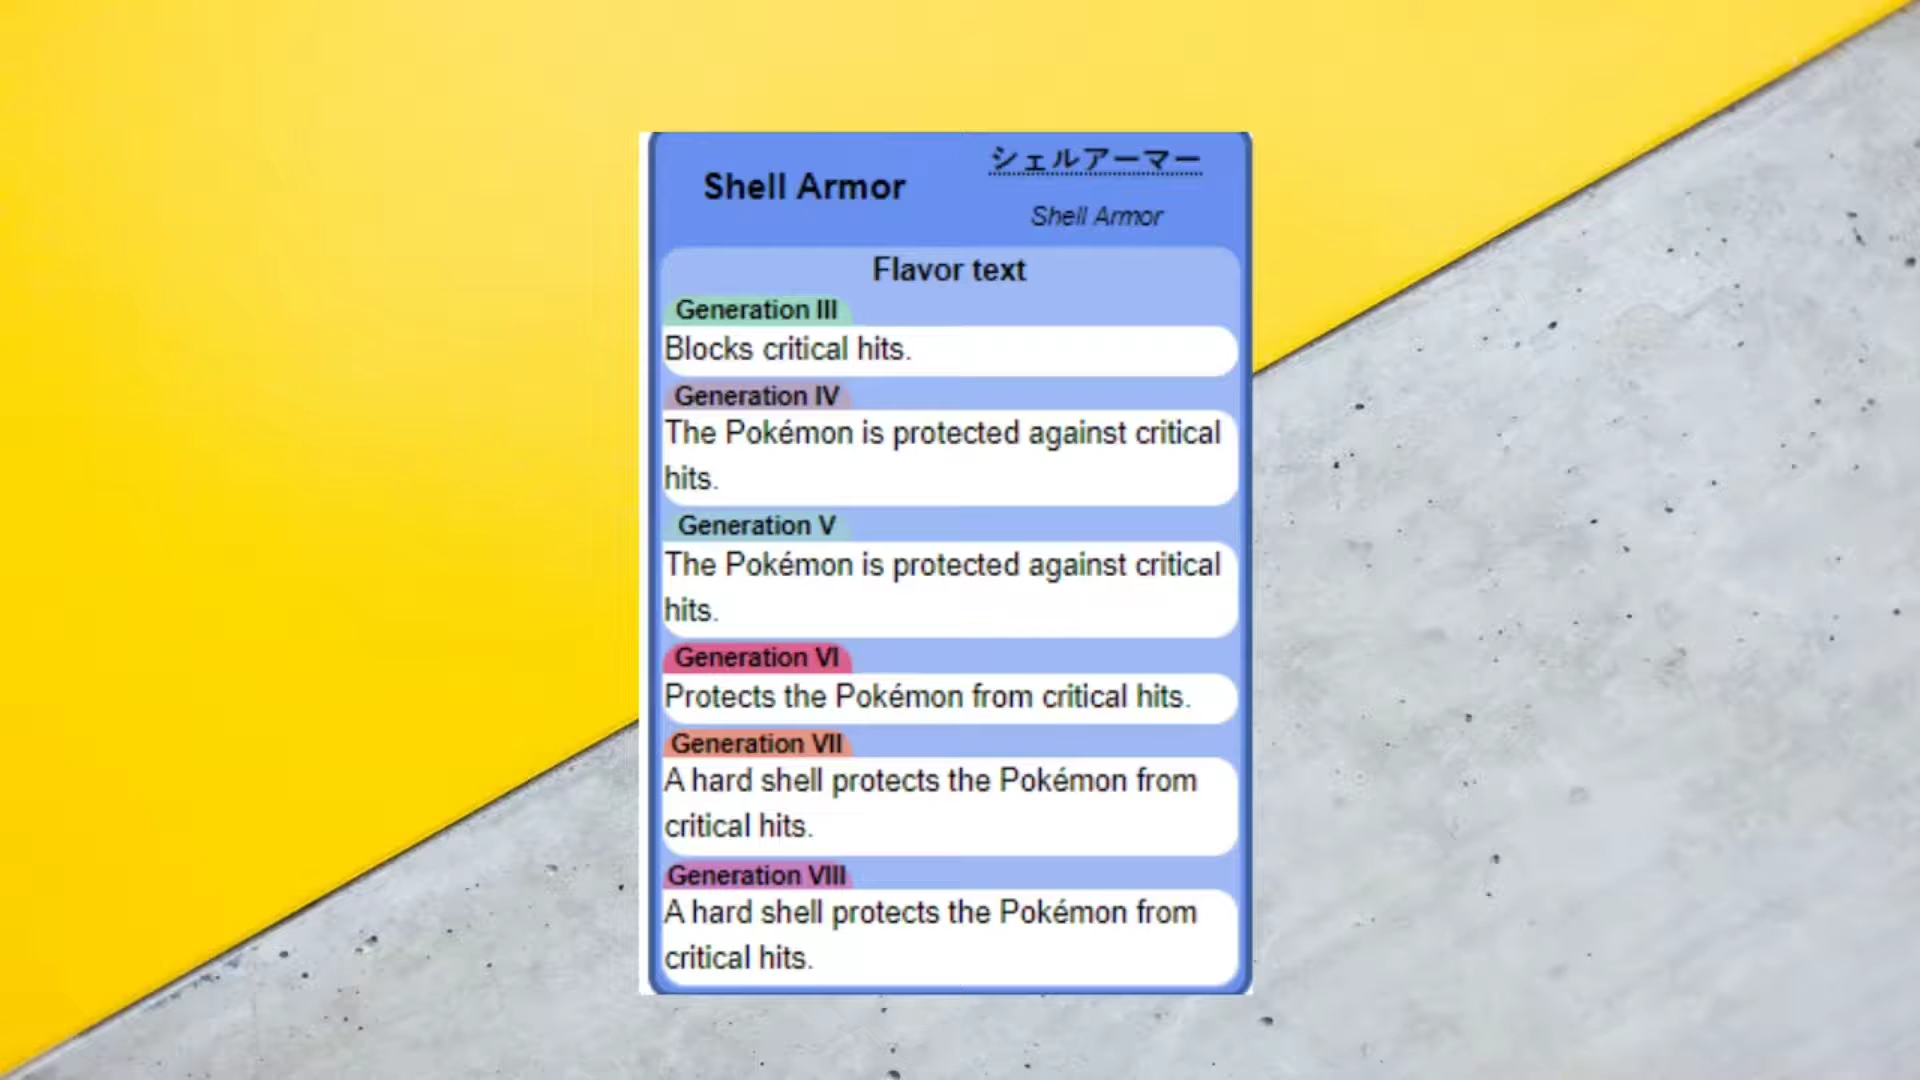 Shell Armor
シェルアーマー
Shell Armor
Flavor text
Generation III
Blocks critical hits.
Generation IV
The Pokémon is protected against critical
hits.
Generation V
The Pokémon is protected against critical
hits.
Generation VI
Protects the Pokémon from critical hits.
Generation VII
A hard shell protects the Pokémon from
critical hits.
Generation VIII
A hard shell protects the Pokémon from
critical hits.